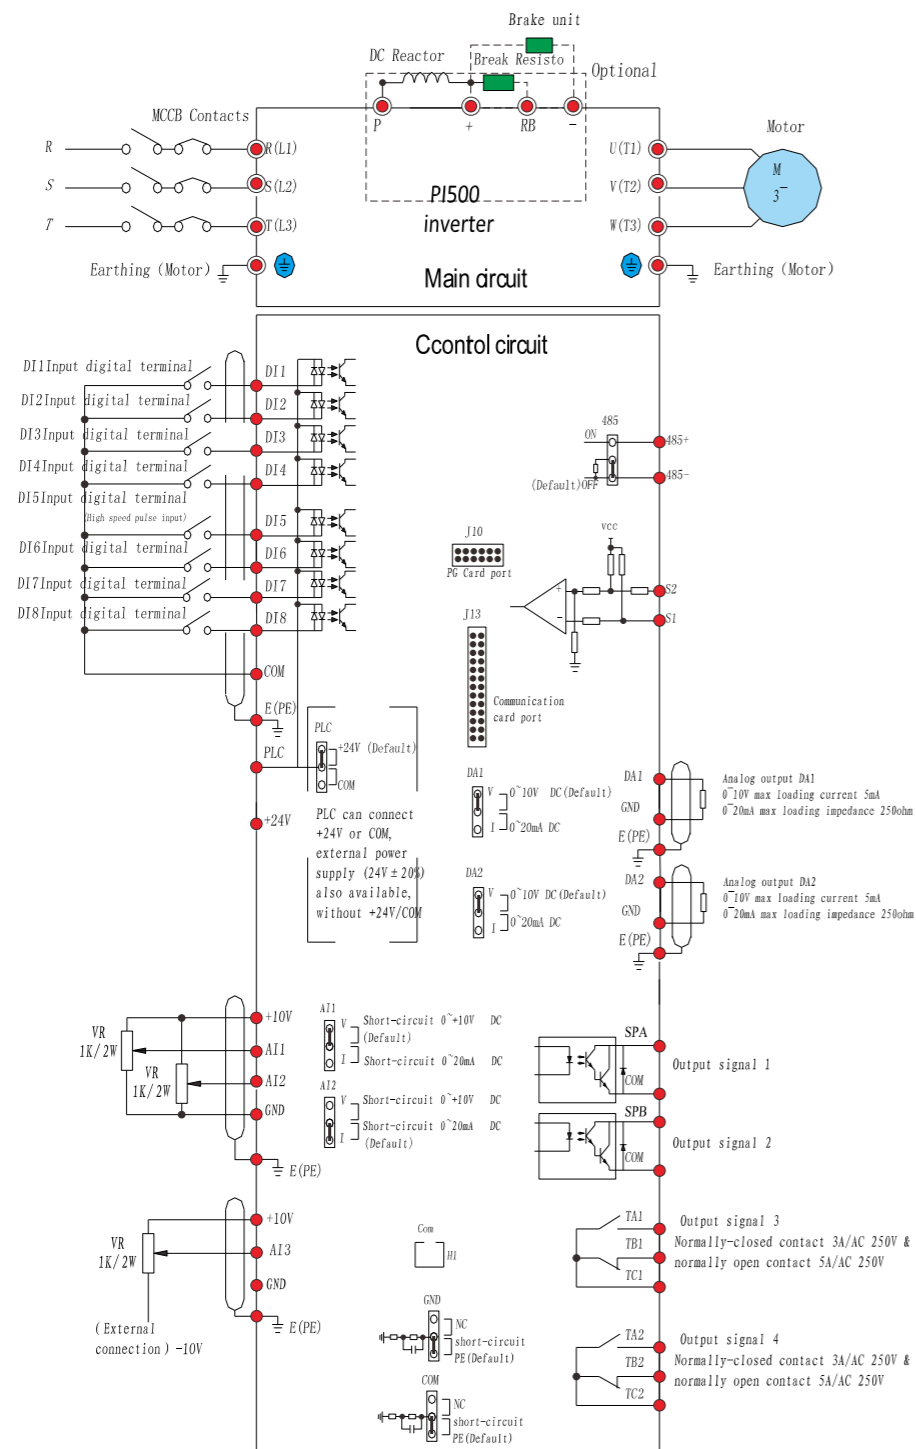 Brake unit
DC Reactor
Break Resisto
Optional
MCCB Contacts
P
+
RB
-
Motor
R
R(L1)
U(T1)
M
3~
S
S(L2)
V(T2)
PI500
inverter
T
T(L3)
W(T3)
Earthing (Motor)
Main circuit
Earthing (Motor)
Ccontol circuit
DI1Input digital terminal
DI1
DI2Input digital terminal
DI2
DI3Input digital terminal
DI3
DI4Input digital terminal
DI4
DI5Input digital terminal
(High speed pulse input)
DI5
DI6Input digital terminal
DI6
DI7Input digital terminal
DI7
DI8Input digital terminal
DI8
COM
E(PE)
PLC
+24V
485
ON
485+
(Default)OFF
485-
vcc
J10
PG Card port
+
-
S2
S1
J13
Communication
card port
PLC
+24V (Default)
COM
PLC can connect
+24V or COM,
external power
supply (24V±20%)
also available,
without +24V/COM
DA1
V
0~10V DC(Default)
I
0~20mA DC
DA2
V
0~10V DC(Default)
I
0~20mA DC
DA1
GND
E(PE)
Analog output DA1
0~10V max loading current 5mA
0~20mA max loading impedance 250ohm
DA2
GND
E(PE)
Analog output DA2
0~10V max loading current 5mA
0~20mA max loading impedance 250ohm
VR
1K/2W
VR
1K/2W
+10V
AI1
AI2
GND
E(PE)
AI1
V
Short-circuit 0~+10V DC
(Default)
I
Short-circuit 0~20mA DC
AI2
V
Short-circuit 0~+10V DC
Short-circuit 0~20mA DC
I
(Default)
SPA
COM
Output signal 1
SPB
COM
Output signal 2
VR
1K/2W
+10V
AI3
GND
E(PE)
(External
connection)-10V
Com
H1
GND
NC
short-circuit
PE(Default)
COM
NC
short-circuit
PE(Default)
TA1
TB1
TC1
Output signal 3
Normally-closed contact 3A/AC 250V &
normally open contact 5A/AC 250V
TA2
TB2
TC2
Output signal 4
Normally-closed contact 3A/AC 250V &
normally open contact 5A/AC 250V